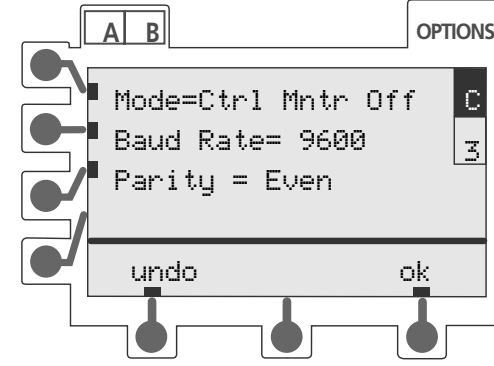 A B
OPTIONS
Mode=Ctrl Mntr Off
C
Baud Rate= 9600
3
Parity = Even
undo ok